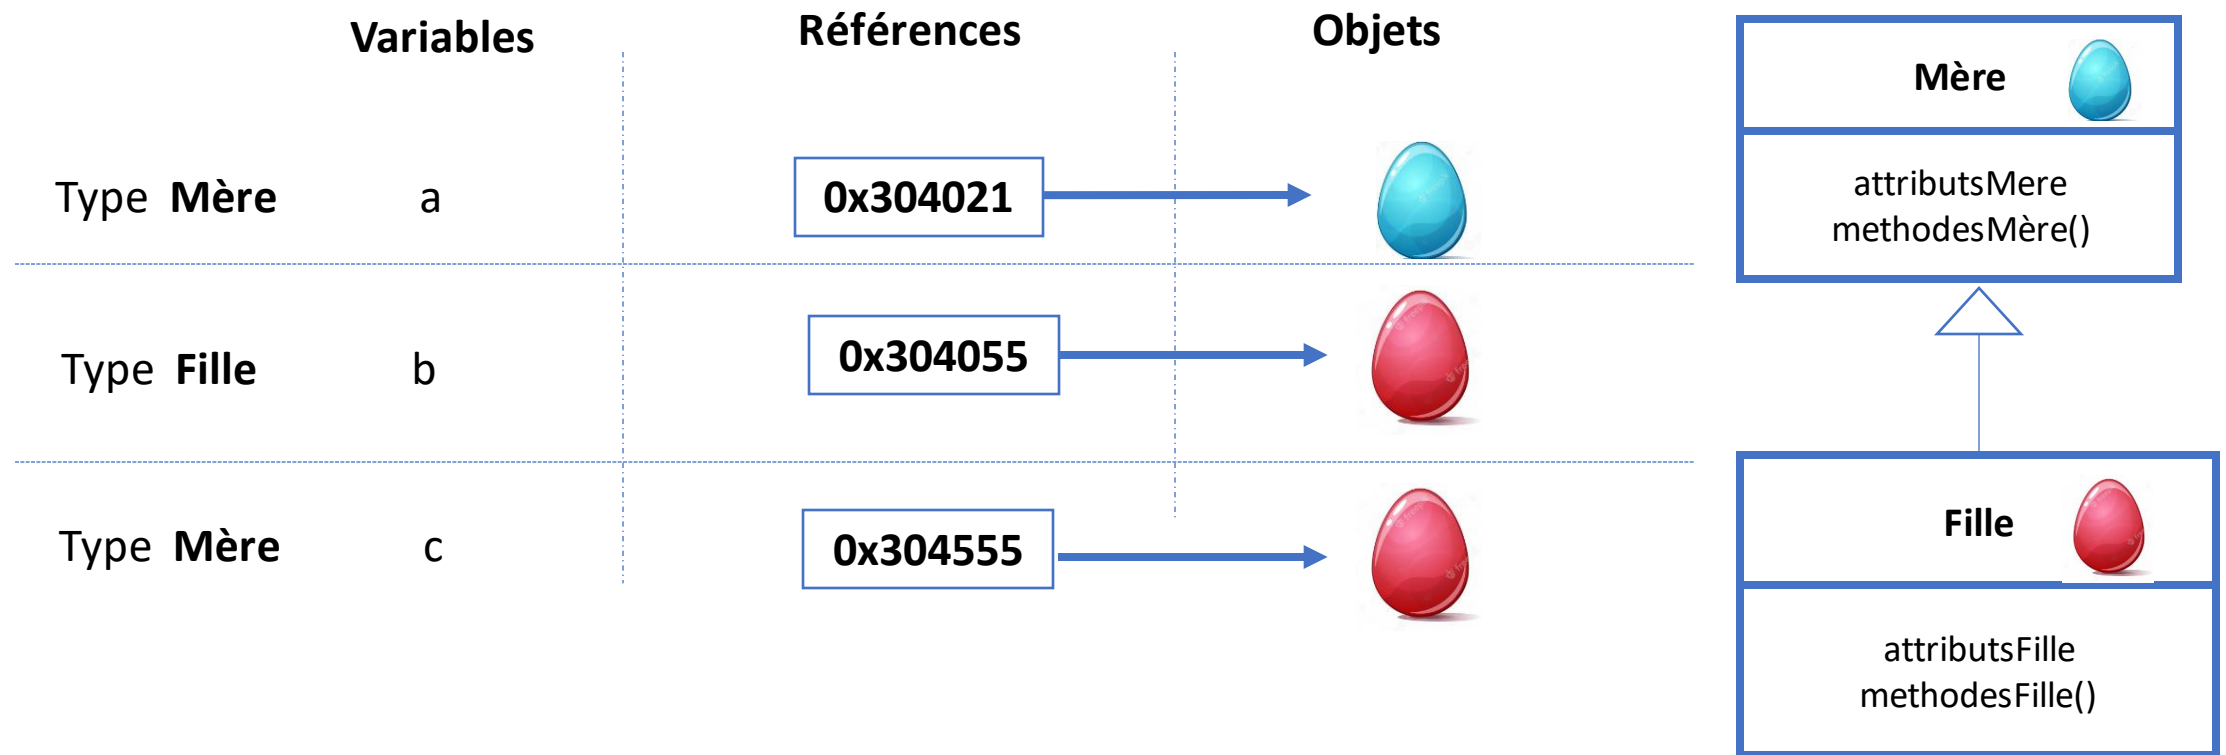 Variables
Références
Objets
Type Mère a
0x304021
Type Fille b
0x304055
Type Mère c
0x304555
Mère
attributsMere
methodesMère()
Fille
attributsFille
methodesFille()